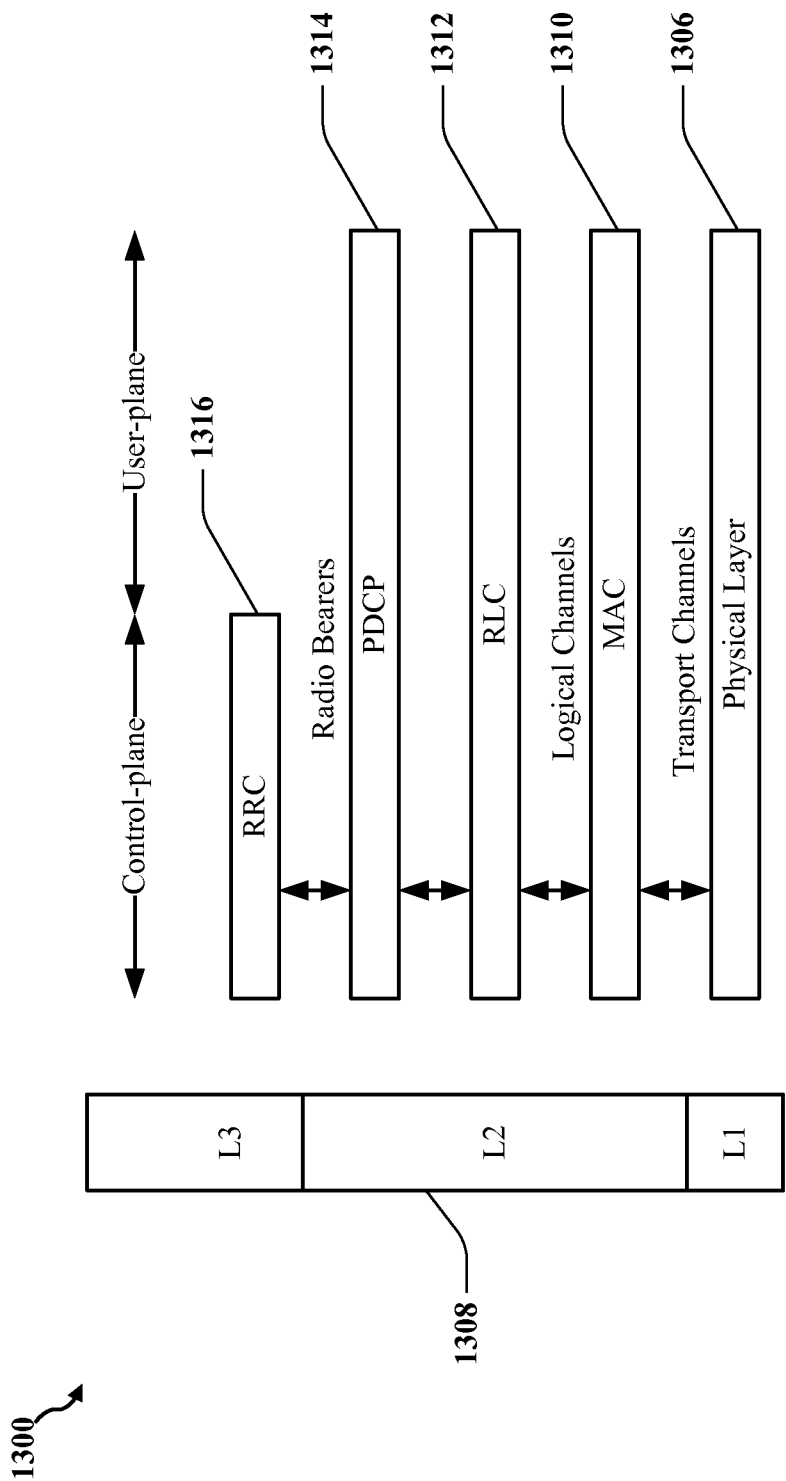 1300
Control-plane
User-plane
1316
L3
RRC
Radio Bearers
1314
PDCP
1308
L2
RLC
1312
Logical Channels
MAC
1310
Transport Channels
L1
Physical Layer
1306